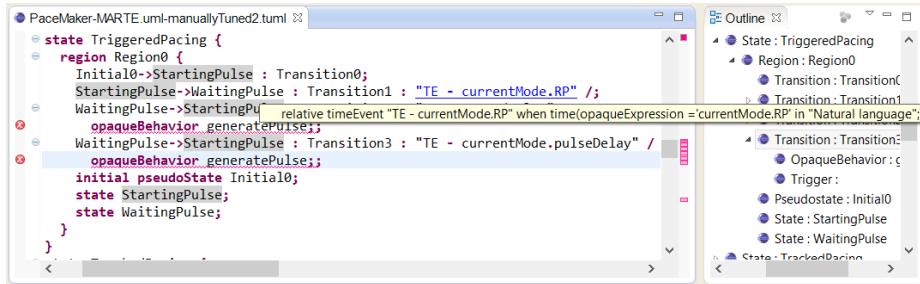 PaceMaker-MARTE.uml-manuallyTuned2.tuml
state TriggeredPacing {
region Region0 {
Initial0->StartingPulse : Transition0;
StartingPulse->WaitingPulse : Transition1 : "TE - currentMode.RP" /;
WaitingPulse->StartingPu
relative timeEvent "TE - currentMode.RP" when time(opaqueExpression ='currentMode.RP' in "Natural language";
opaqueBehavior generatePulse;;
WaitingPulse->StartingPulse : Transition3 : "TE - currentMode.pulseDelay" /
opaqueBehavior generatePulse;;
initial pseudoState Initial0;
state StartingPulse;
state WaitingPulse;
}
}
Outline
State : TriggeredPacing
Region : Region0
Transition : Transition0
Transition : Transition1
Transition : Transition3
OpaqueBehavior : g
Trigger :
Pseudostate : Initial0
State : StartingPulse
State : WaitingPulse
State : TrackedPacing